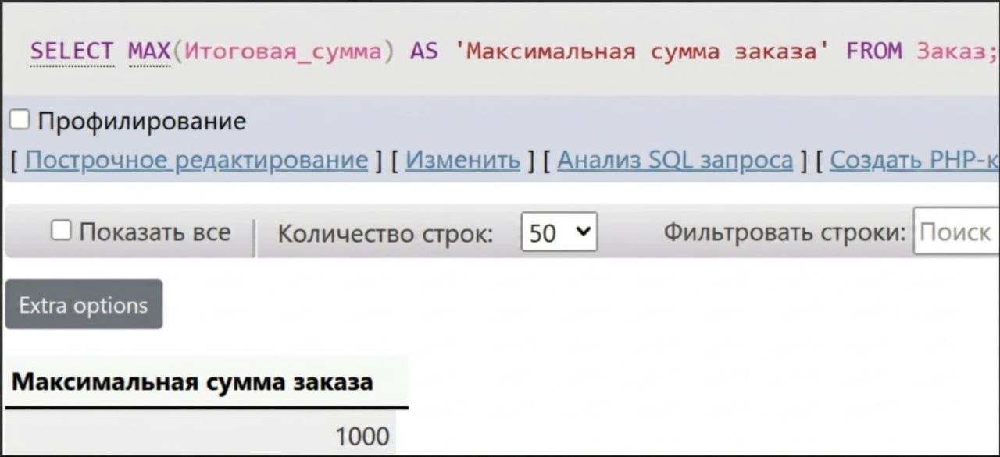 SELECT MAX(Итоговая_сумма) AS 'Максимальная сумма заказа' FROM Заказ;
Профилирование
[ Построчное редактирование ] [ Изменить ] [ Анализ SQL запроса ] [ Создать PHP-к
Показать все Количество строк: 50 Фильтровать строки: Поиск
Extra options
Максимальная сумма заказа
1000